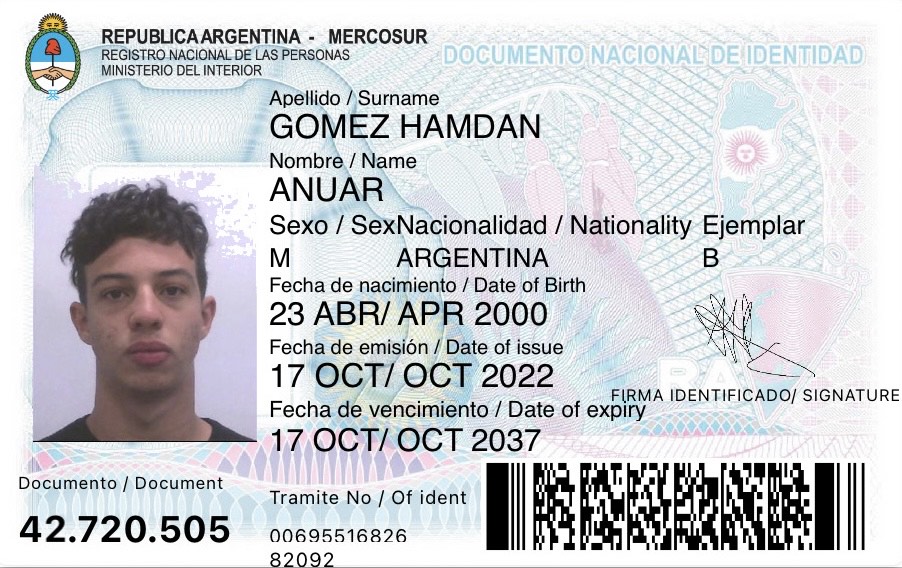 REPUBLICA ARGENTINA - MERCOSUR
REGISTRO NACIONAL DE LAS PERSONAS
MINISTERIO DEL INTERIOR
DOCUMENTO NACIONAL DE IDENTIDAD
Apellido / Surname
GOMEZ HAMDAN
Nombre / Name
ANUAR
Sexo / SexNacionalidad / Nationality Ejemplar
M ARGENTINA B
Fecha de nacimiento / Date of Birth
23 ABR/ APR 2000
Fecha de emisión / Date of issue
17 OCT/ OCT 2022
FIRMA IDENTIFICADO/ SIGNATURE
Fecha de vencimiento / Date of expiry
17 OCT/ OCT 2037
Documento / Document
42.720.505
Tramite No / Of ident
00695516826
82092